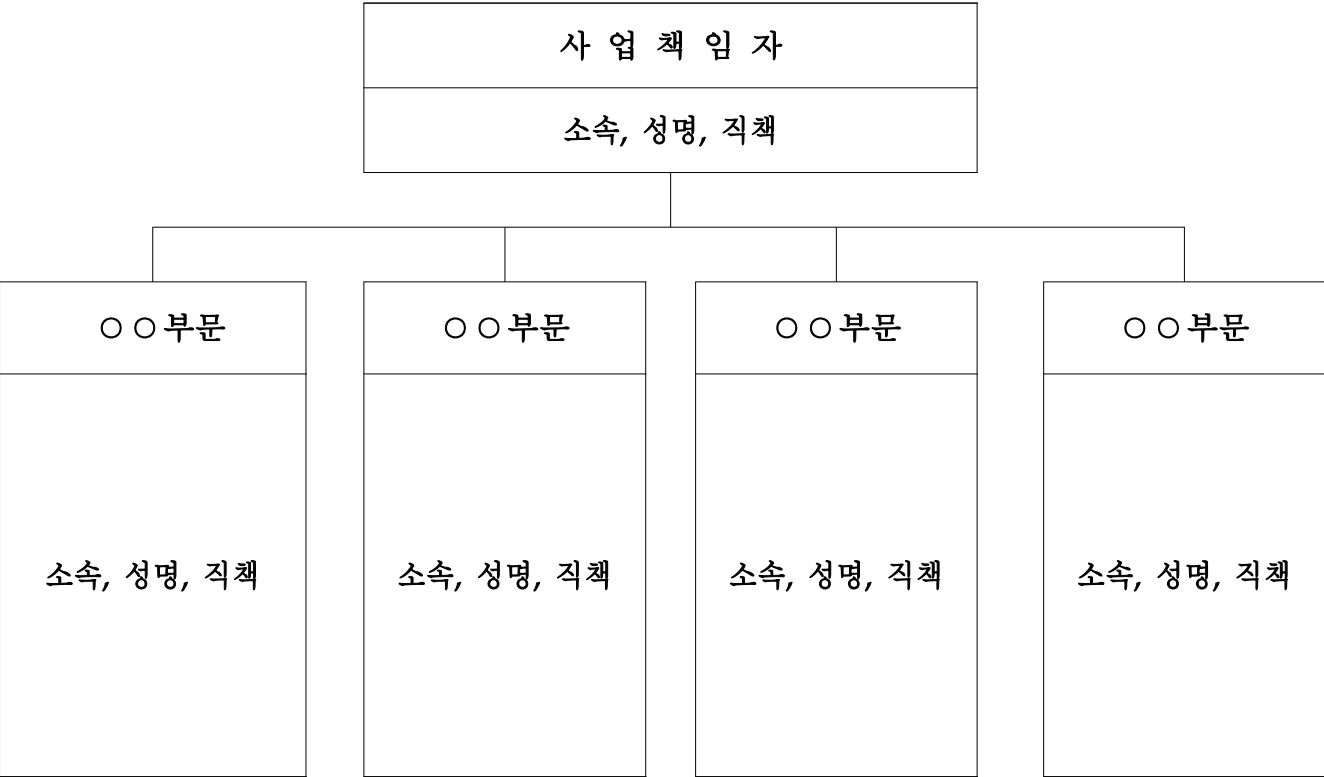 사 업 책 임 자
소속, 성명, 직책
○○부문
○○부문
○○부문
○○부문
소속, 성명, 직책
소속, 성명, 직책
소속, 성명, 직책
소속, 성명, 직책